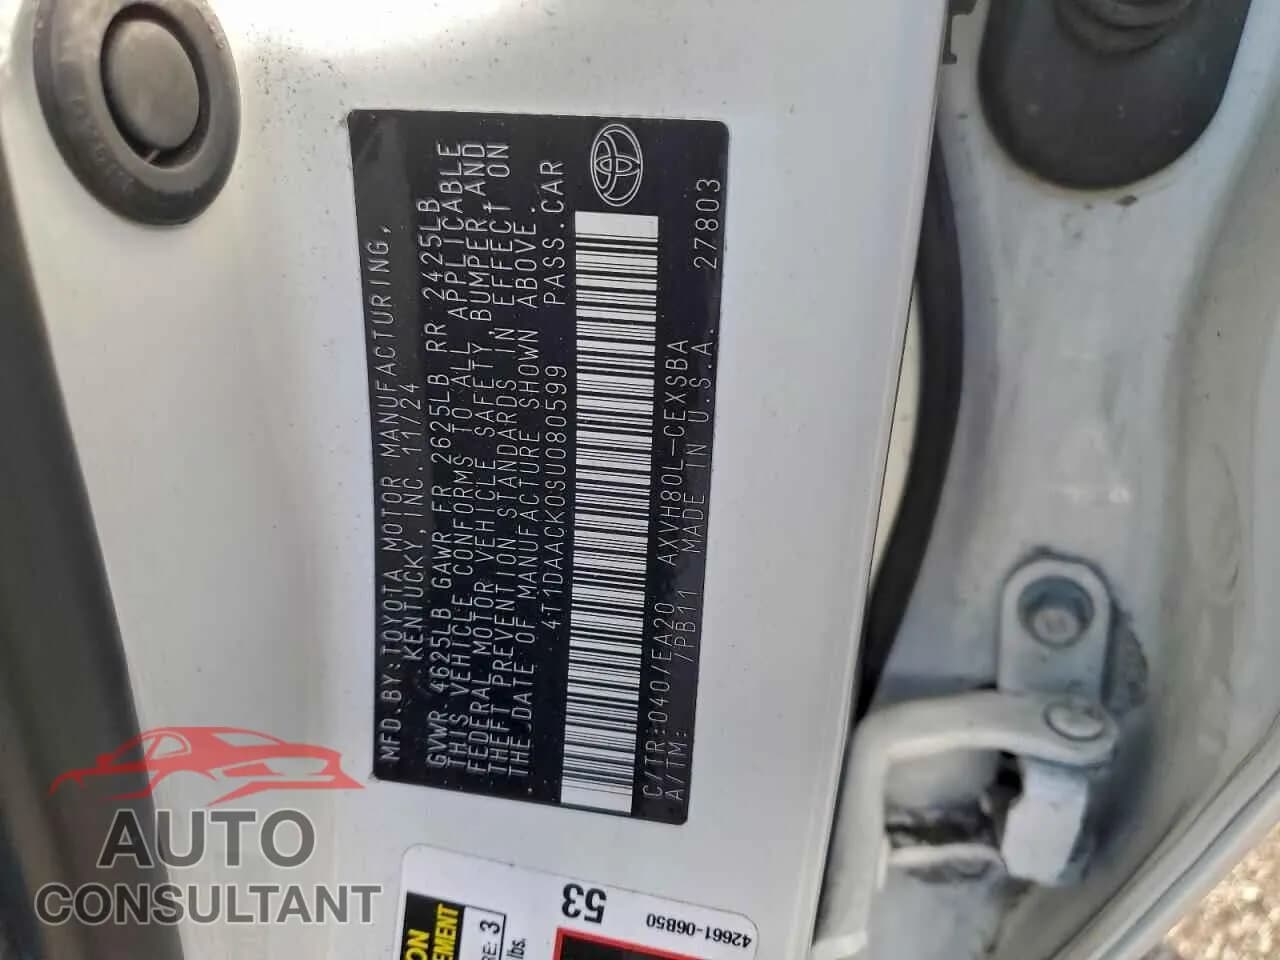 MFD.BY:TOYOTA MOTOR MANUFACTURING,
KENTUCKY, INC. 11/24
GVWR 4625LB GAWR FR 2625LB RR 2425LB
THIS VEHICLE CONFORMS TO ALL APPLICABLE
FEDERAL MOTOR VEHICLE SAFETY, BUMPER, AND
THEFT PREVENTION STANDARDS IN EFFECT ON
THE DATE OF MANUFACTURE SHOWN ABOVE.
4T1DAACK0SU080599 PASS.CAR
C/TR:040/EA20 AXVH80L-CEXSBA
A/TM: /PB11 MADE IN U.S.A. 27803
53
42661-06B50
3
lbs.
AUTO
CONSULTANT